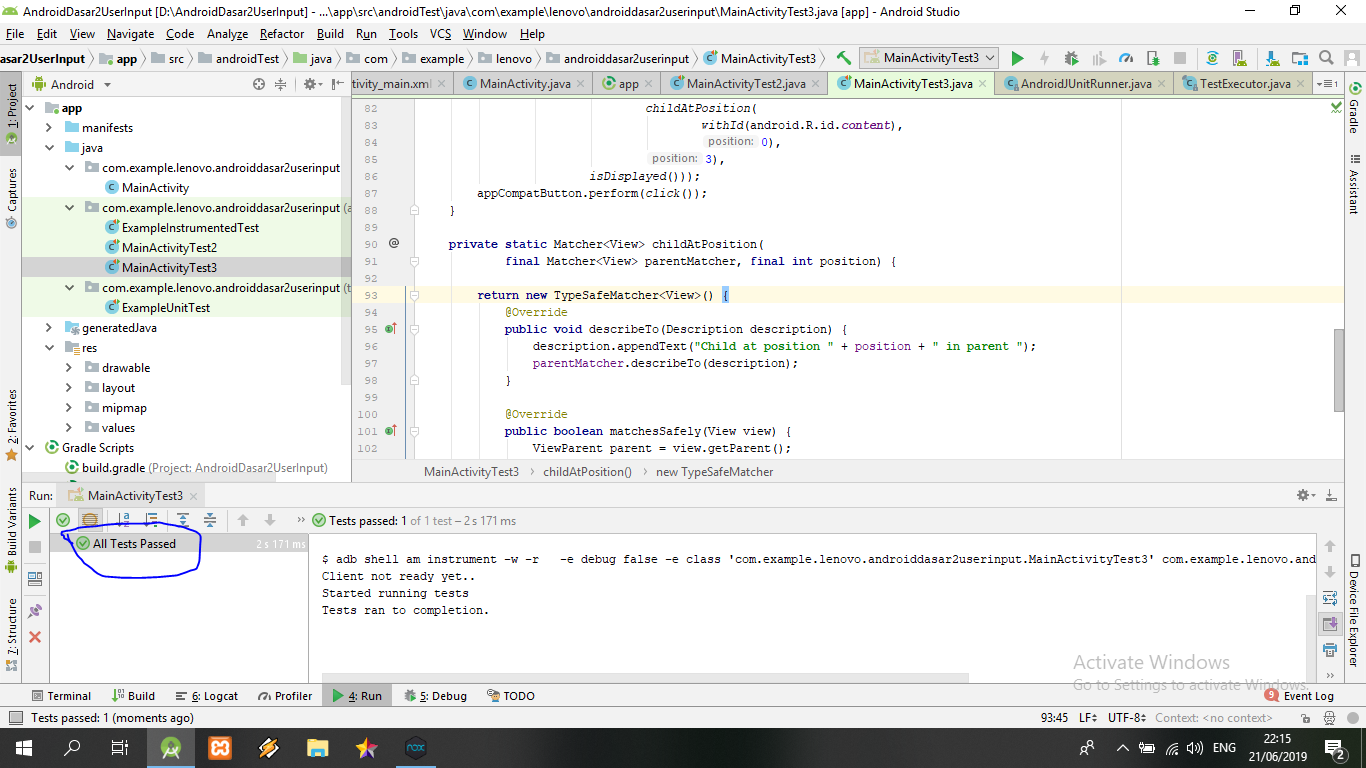 AndroidDasar2UserInput [D:\AndroidDasar2UserInput] - ...\app\src\androidTest\java\com\example\lenovo\androiddasar2userinput\MainActivityTest3.java [app] - Android Studio
File Edit View Navigate Code Analyze Refactor Build Run Tools VCS Window Help
asar2UserInput app src androidTest java com example lenovo androiddasar2userinput MainActivityTest3 MainActivityTest3
1: Project
Captures
2: Favorites
Build Variants
7: Structure
Android
tivity_main.xml MainActivity.java app MainActivityTest2.java MainActivityTest3.java AndroidJUnitRunner.java TestExecutor.java 1
app
manifests
java
com.example.lenovo.androiddasar2userinput
MainActivity
com.example.lenovo.androiddasar2userinput (a
ExampleInstrumentedTest
MainActivityTest2
MainActivityTest3
com.example.lenovo.androiddasar2userinput (t
ExampleUnitTest
generatedJava
res
drawable
layout
mipmap
values
Gradle Scripts
build.gradle (Project: AndroidDasar2UserInput)
82 childAtPosition(
83 withId(android.R.id.content),
84 position: 0),
85 position: 3),
86 isDisplayed()));
87 appCompatButton.perform(click());
88 }
89
90 @ private static Matcher<View> childAtPosition(
91 final Matcher<View> parentMatcher, final int position) {
92
93 return new TypeSafeMatcher<View>() {
94 @Override
95 public void describeTo(Description description) {
96 description.appendText("Child at position " + position + " in parent ");
97 parentMatcher.describeTo(description);
98 }
99
100 @Override
101 public boolean matchesSafely(View view) {
102 ViewParent parent = view.getParent();
MainActivityTest3 › childAtPosition() › new TypeSafeMatcher
Gradle
Assistant
Device File Explorer
Run: MainActivityTest3
Tests passed: 1 of 1 test – 2 s 171 ms
All Tests Passed 2 s 171 ms
$ adb shell am instrument -w -r -e debug false -e class 'com.example.lenovo.androiddasar2userinput.MainActivityTest3' com.example.lenovo.and
Client not ready yet..
Started running tests
Tests ran to completion.
Activate Windows
Go to Settings to activate Windows.
Terminal Build 6: Logcat Profiler 4: Run 5: Debug TODO 9 Event Log
Tests passed: 1 (moments ago) 93:45 LF UTF-8 Context: <no context>
nox
ENG
22:15
21/06/2019
2